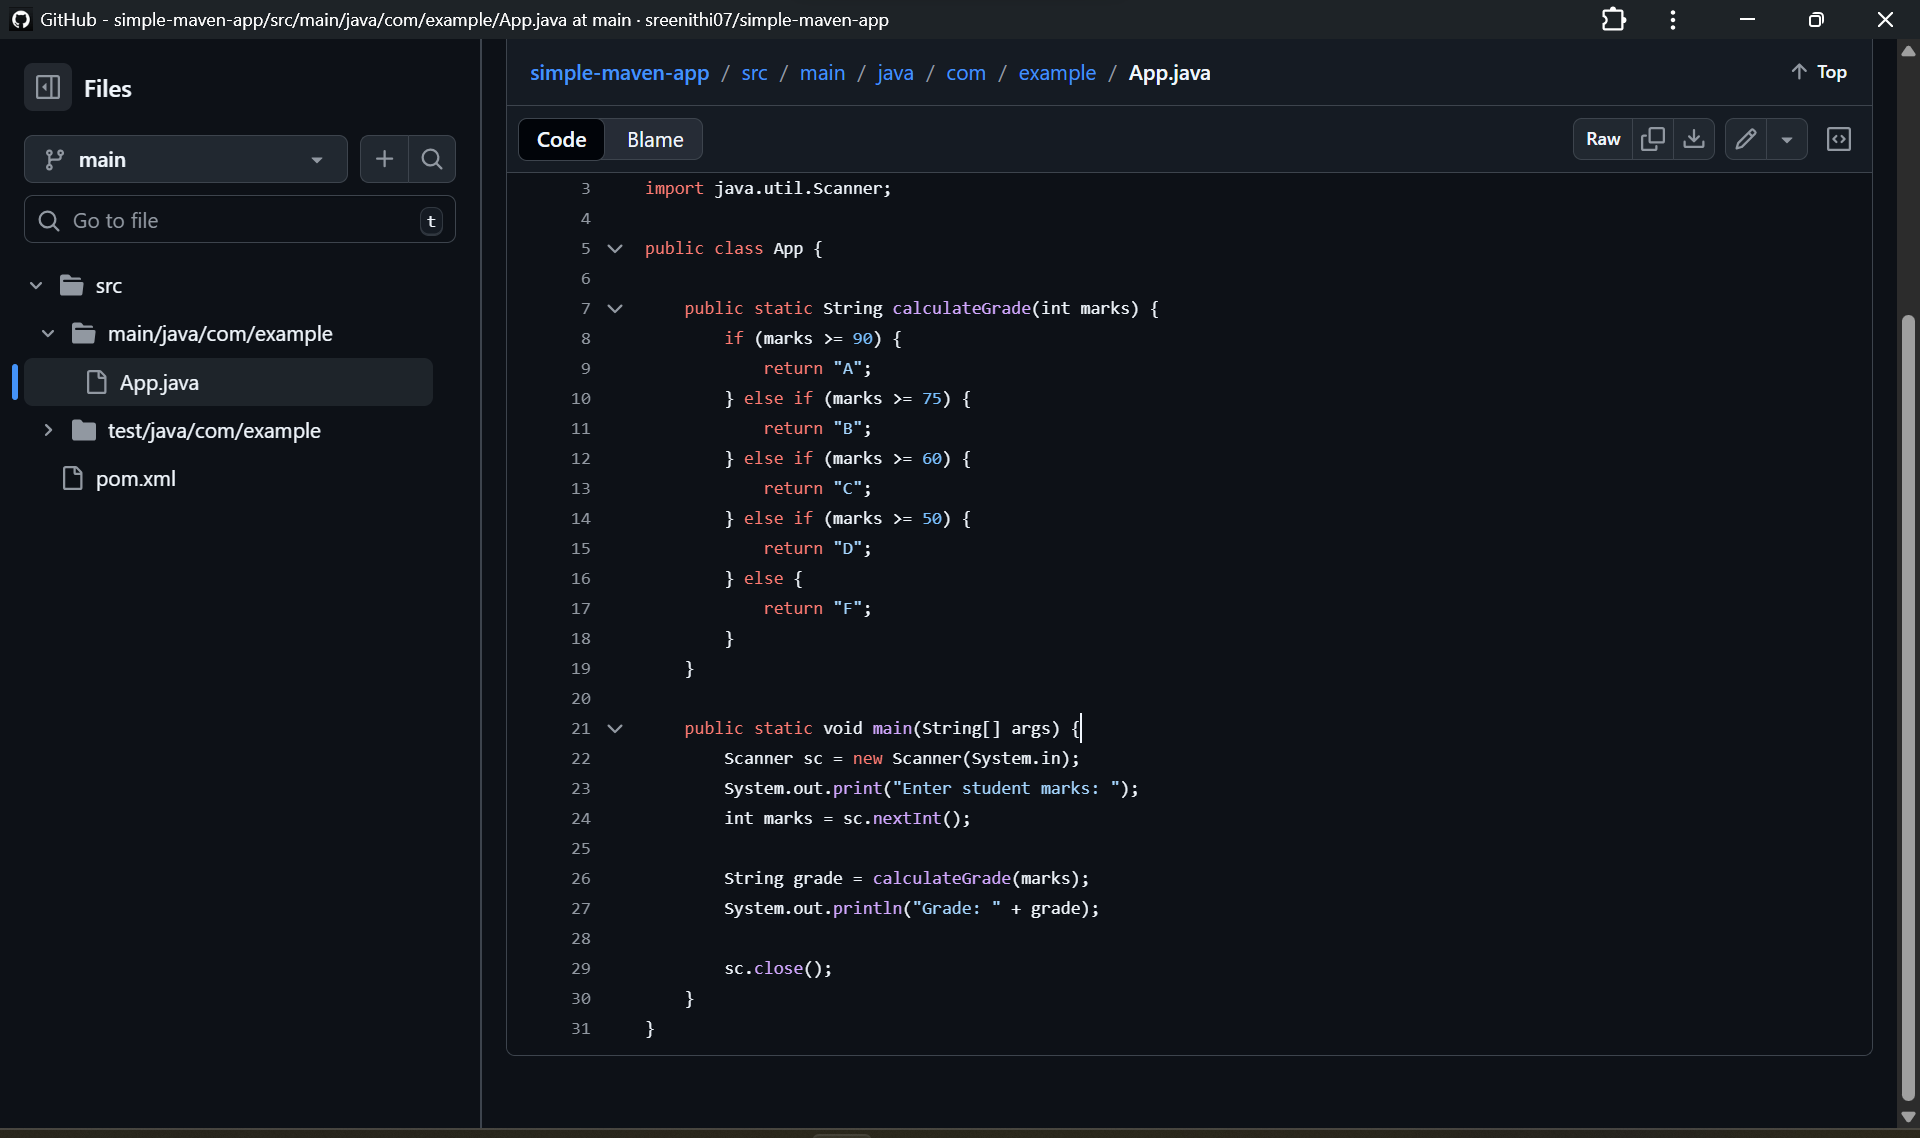 GitHub - simple-maven-app/src/main/java/com/example/App.java at main · sreenithi07/simple-maven-app
Files
main
Go to file
t
src
main/java/com/example
App.java
test/java/com/example
pom.xml
simple-maven-app / src / main / java / com / example / App.java
Top
Code
Blame
Raw
3 import java.util.Scanner;
4
5 public class App {
6
7     public static String calculateGrade(int marks) {
8         if (marks >= 90) {
9             return "A";
10         } else if (marks >= 75) {
11             return "B";
12         } else if (marks >= 60) {
13             return "C";
14         } else if (marks >= 50) {
15             return "D";
16         } else {
17             return "F";
18         }
19     }
20
21     public static void main(String[] args) {
22         Scanner sc = new Scanner(System.in);
23         System.out.print("Enter student marks: ");
24         int marks = sc.nextInt();
25
26         String grade = calculateGrade(marks);
27         System.out.println("Grade: " + grade);
28
29         sc.close();
30     }
31 }